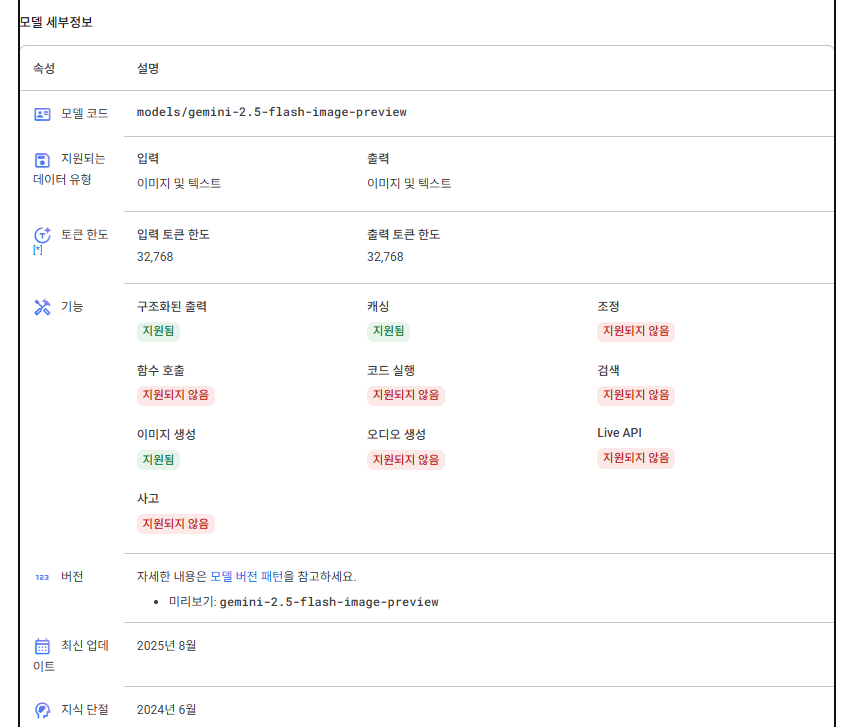 모델 세부정보
속성 설명
모델 코드 models/gemini-2.5-flash-image-preview
지원되는 데이터 유형
입력 출력
이미지 및 텍스트 이미지 및 텍스트
토큰 한도 [*]
입력 토큰 한도 출력 토큰 한도
32,768 32,768
기능
구조화된 출력 캐싱 조정
지원됨 지원됨 지원되지 않음
함수 호출 코드 실행 검색
지원되지 않음 지원되지 않음 지원되지 않음
이미지 생성 오디오 생성 Live API
지원됨 지원되지 않음 지원되지 않음
사고
지원되지 않음
123 버전 자세한 내용은 모델 버전 패턴을 참고하세요.
• 미리보기: gemini-2.5-flash-image-preview
최신 업데이트 2025년 8월
지식 단절 2024년 6월